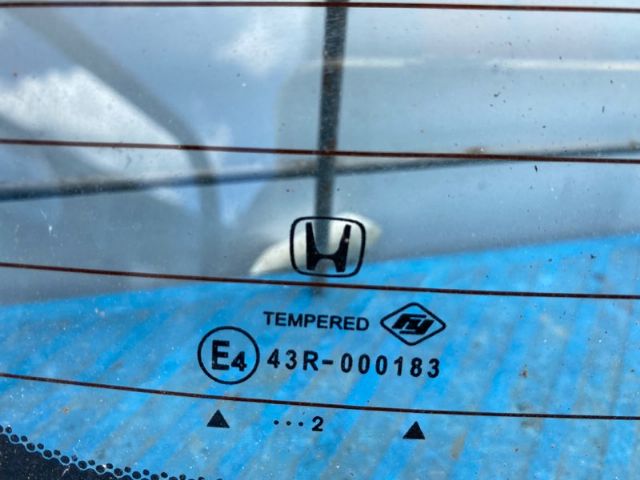 TEMPERED
E4 43R-000183
...2